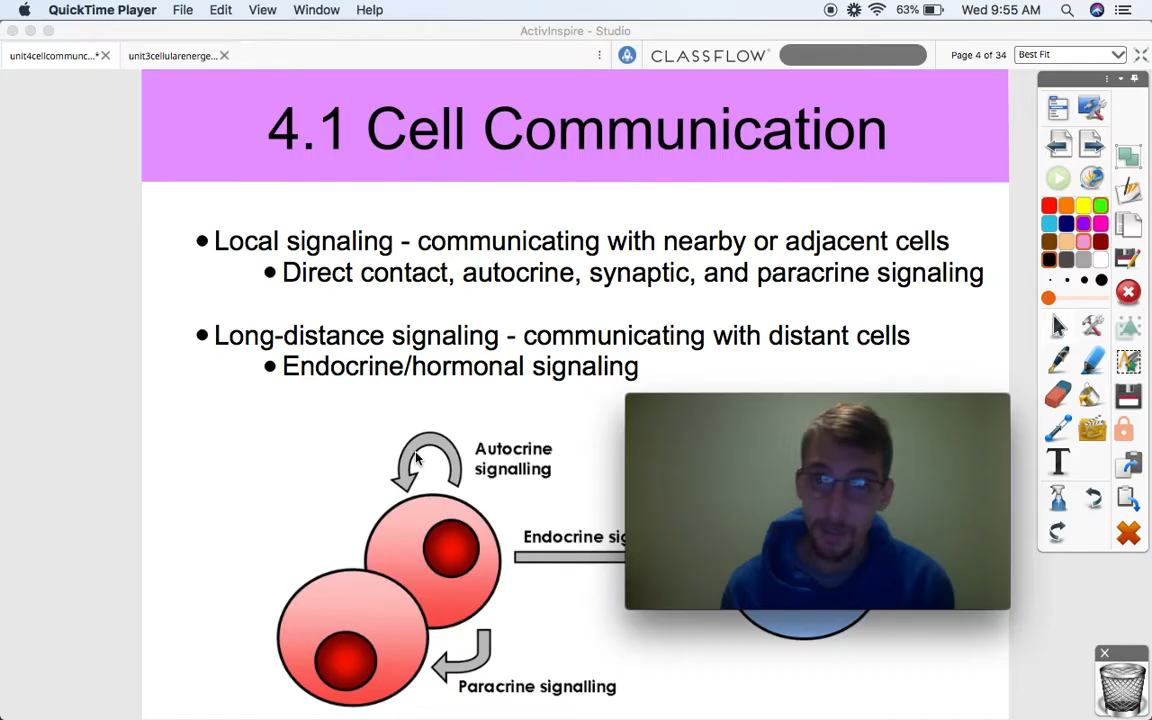 QuickTime Player File Edit View Window Help 63% Wed 9:55 AM
ActivInspire - Studio
unit4cellcommunc...* unit3cellularenerge... CLASSFLOW Page 4 of 34 Best Fit
4.1 Cell Communication
Local signaling - communicating with nearby or adjacent cells
Direct contact, autocrine, synaptic, and paracrine signaling
Long-distance signaling - communicating with distant cells
Endocrine/hormonal signaling
Autocrine
signalling
Endocrine sig
Paracrine signalling